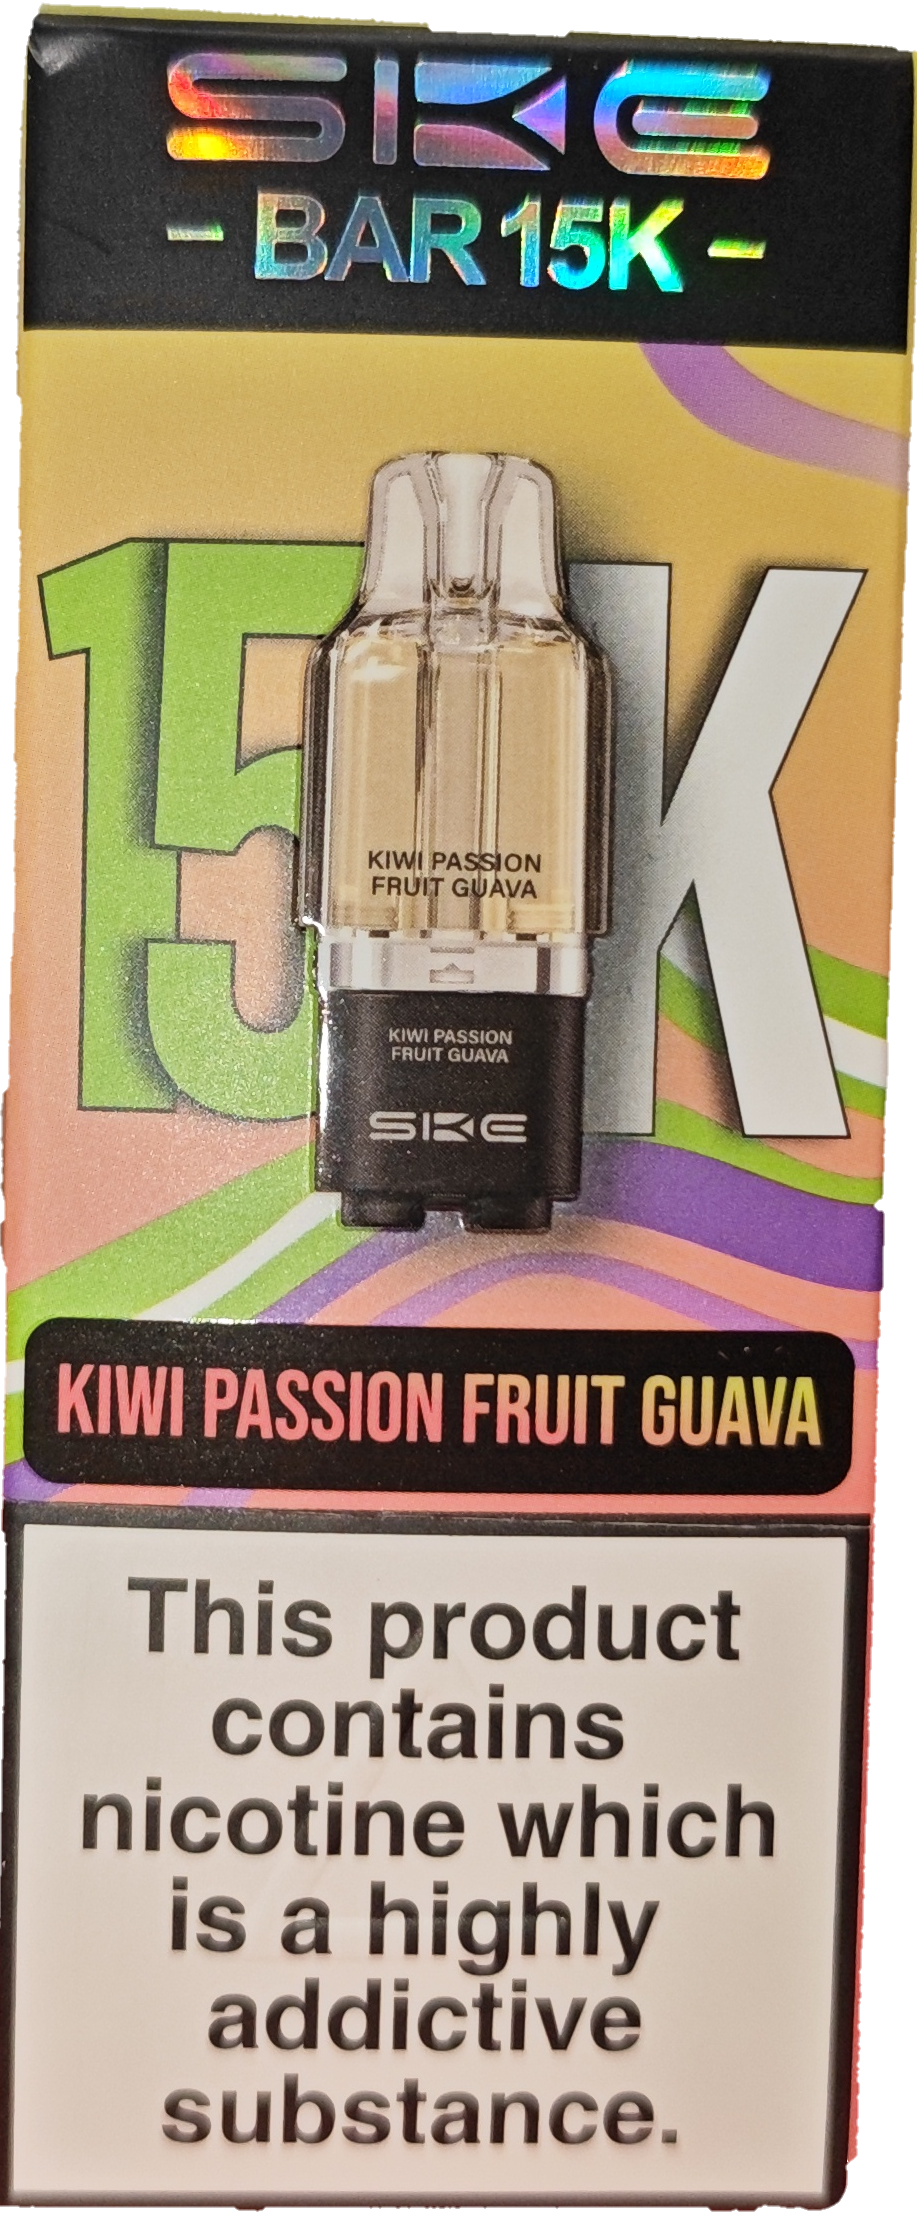 SKE
- BAR 15K -
15K
KIWI PASSION
FRUIT GUAVA
KIWI PASSION
FRUIT GUAVA
SKE
KIWI PASSION FRUIT GUAVA
This product
contains
nicotine which
is a highly
addictive
substance.